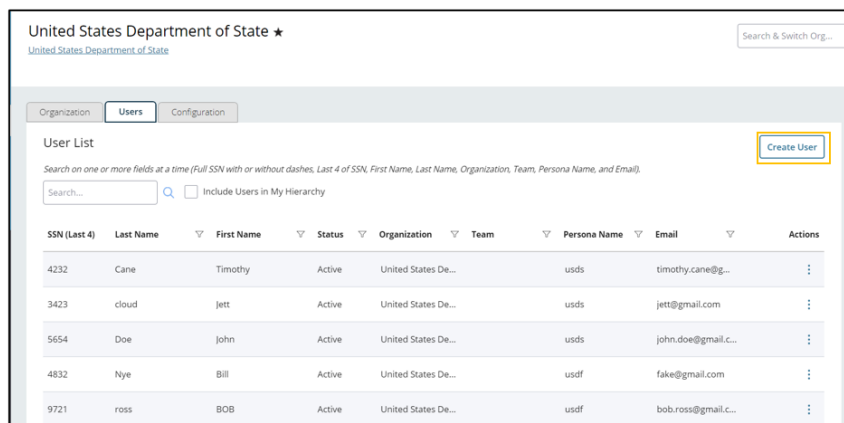 United States Department of State ★
Search & Switch Org...
United States Department of State
Organization Users Configuration
User List
Create User
Search on one or more fields at a time (Full SSN with or without dashes, Last 4 of SSN, First Name, Last Name, Organization, Team, Persona Name, and Email).
Search... Include Users in My Hierarchy
SSN (Last 4) Last Name First Name Status Organization Team Persona Name Email Actions
4232 Cane Timothy Active United States De... usds timothy.cane@g...
3423 cloud Jett Active United States De... usds jett@gmail.com
5654 Doe John Active United States De... usds john.doe@gmail.c...
4832 Nye Bill Active United States De... usdf fake@gmail.com
9721 ross BOB Active United States De... usdf bob.ross@gmail.c...